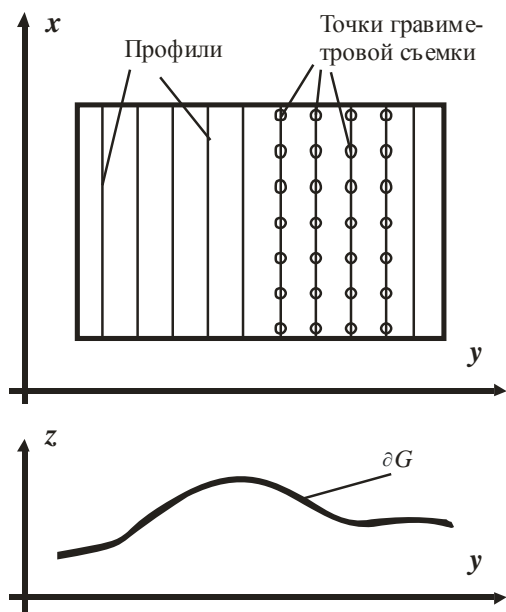 x
Точки гравиме-
тровой съемки
Профили
y
z
∂G
y